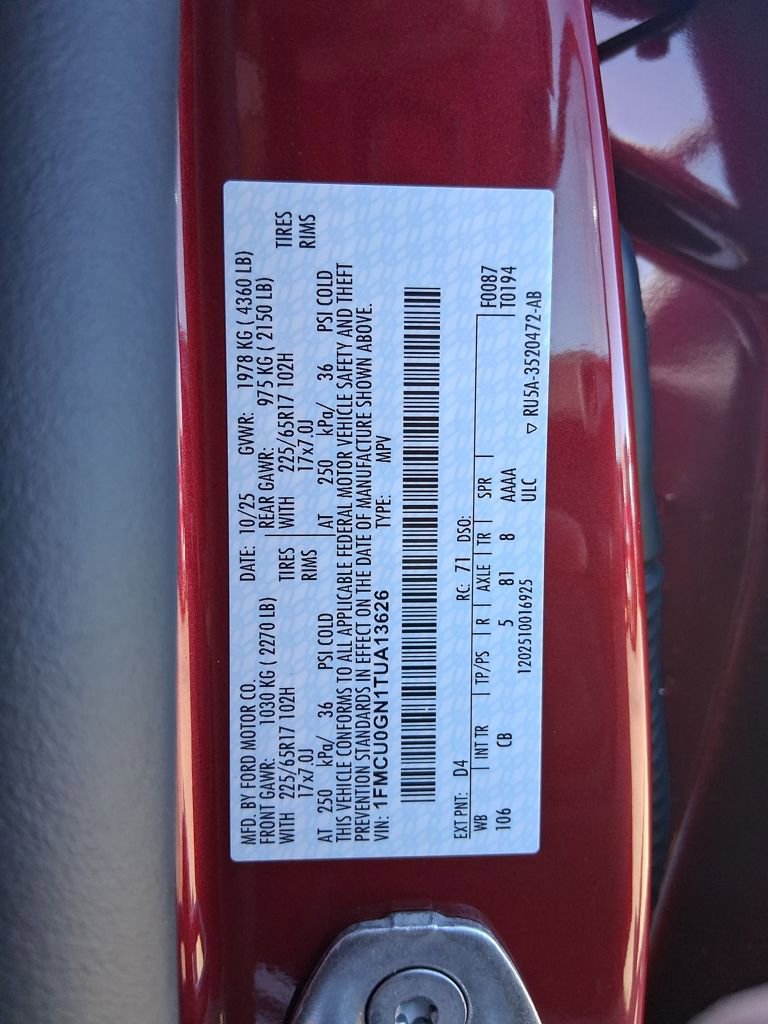 MFD. BY FORD MOTOR CO.
DATE: 10/25 GVWR: 1978 KG ( 4360 LB)
FRONT GAWR: 1030 KG ( 2270 LB)
REAR GAWR: 975 KG ( 2150 LB)
WITH 225/65R17 102H TIRES
WITH 225/65R17 102H TIRES
17x7.0J RIMS
17x7.0J RIMS
AT 250 kPa/ 36 PSI COLD
AT 250 kPa/ 36 PSI COLD
THIS VEHICLE CONFORMS TO ALL APPLICABLE FEDERAL MOTOR VEHICLE SAFETY AND THEFT
PREVENTION STANDARDS IN EFFECT ON THE DATE OF MANUFACTURE SHOWN ABOVE.
VIN: 1FMCU0GN1TUA13626 TYPE: MPV
EXT PNT: D4 RC: 71 DSO:
WB INT TR TP/PS R AXLE TR SPR F0087
106 CB 5 81 8 AAAA T0194
1202510016925 ULC
▽ RU5A-3520472-AB